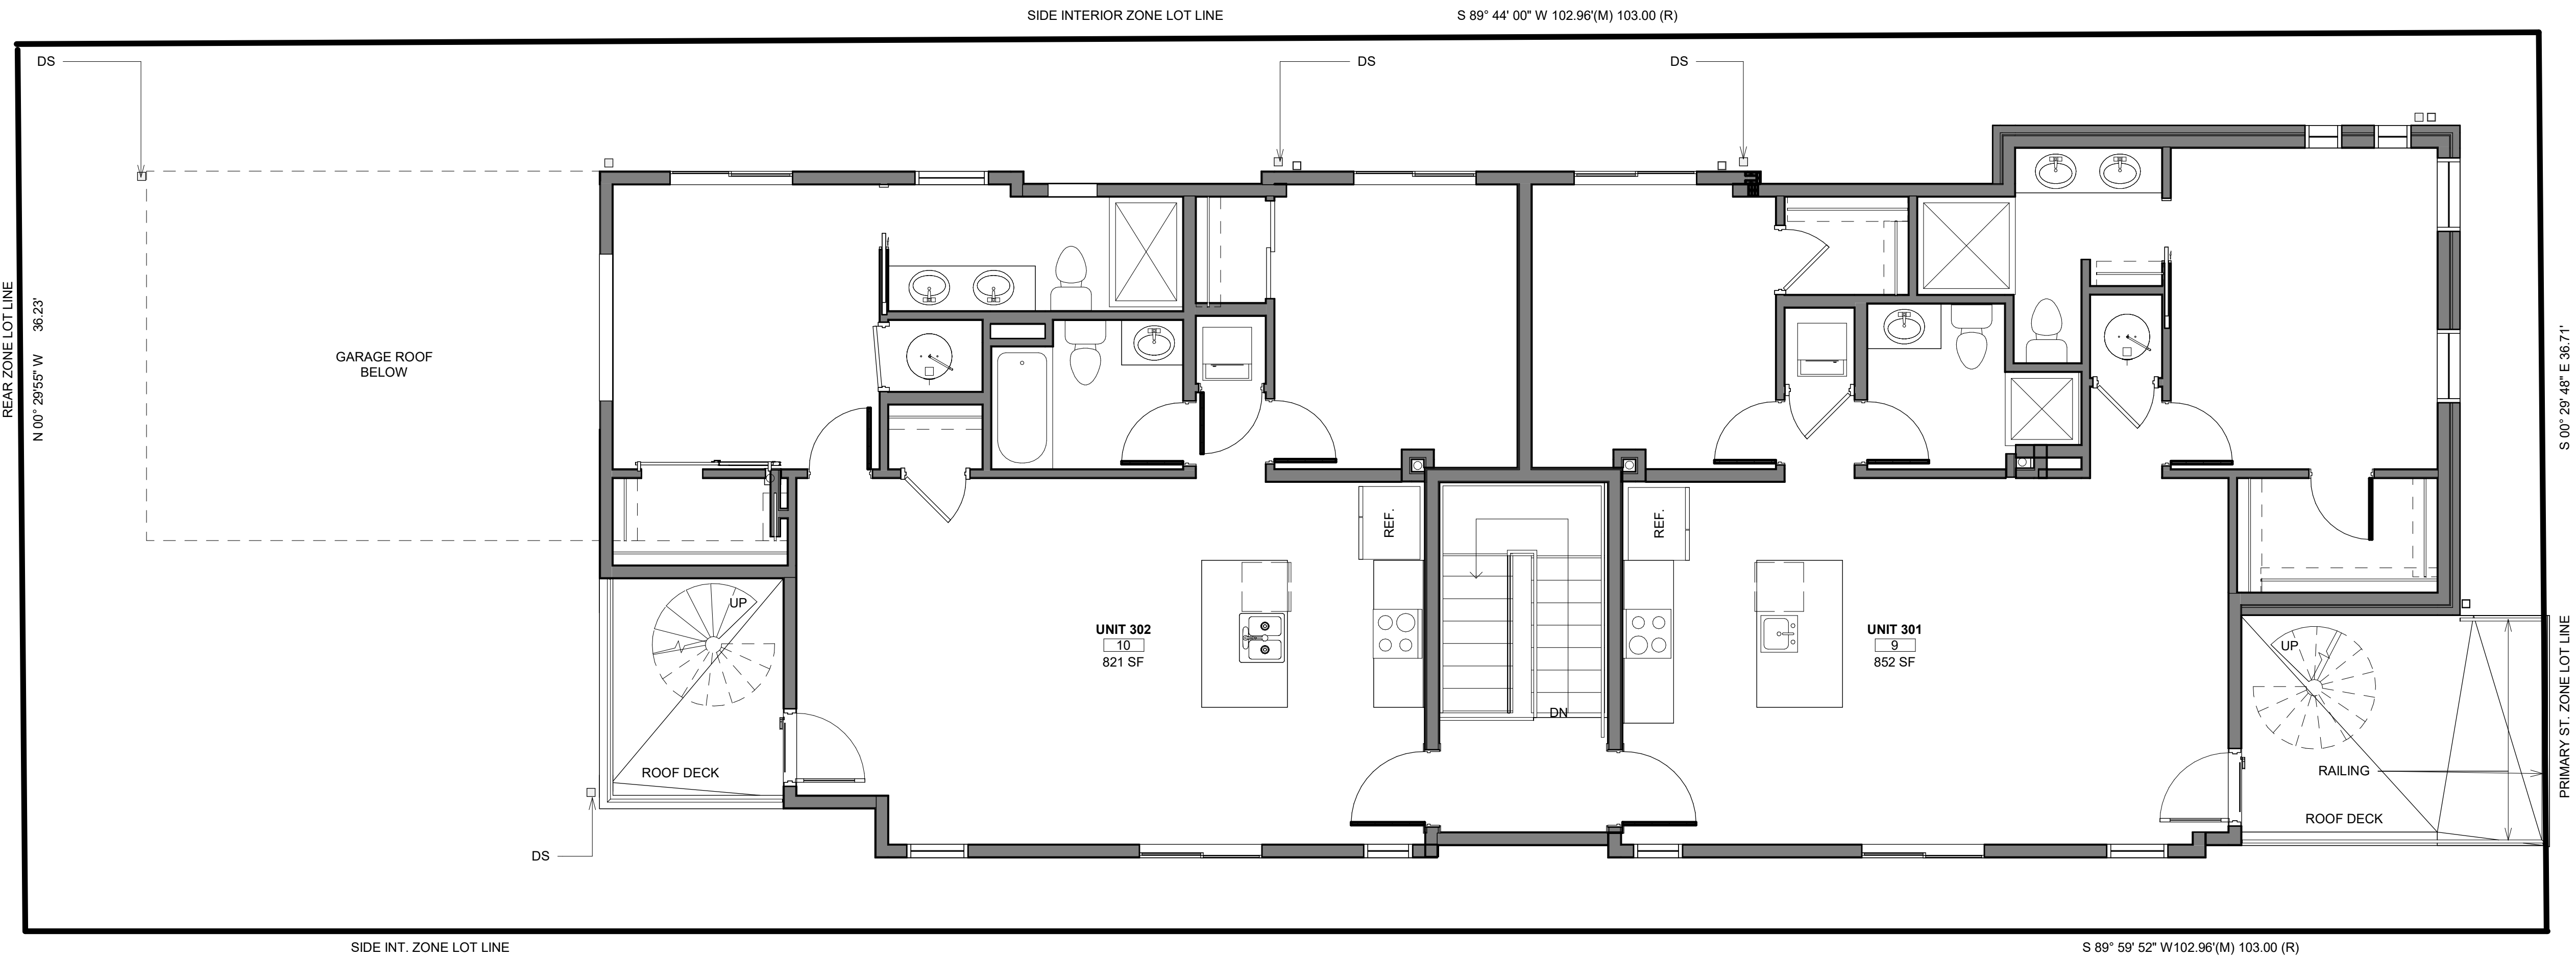 SIDE INTERIOR ZONE LOT LINE
S 89° 44' 00" W 102.96'(M) 103.00 (R)
DS
DS
DS
REAR ZONE LOT LINE
N 00° 29'55" W 36.23'
GARAGE ROOF
BELOW
S 00° 29' 48" E 36.71'
PRIMARY ST. ZONE LOT LINE
REF.
REF.
UP
UNIT 302
10
821 SF
UNIT 301
9
852 SF
UP
DN
ROOF DECK
RAILING
ROOF DECK
DS
SIDE INT. ZONE LOT LINE
S 89° 59' 52" W102.96'(M) 103.00 (R)